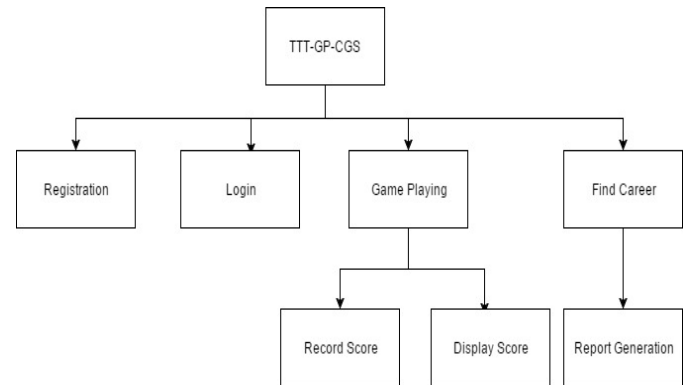 TTT-GP-CGS
Registration
Login
Game Playing
Find Career
Record Score
Display Score
Report Generation